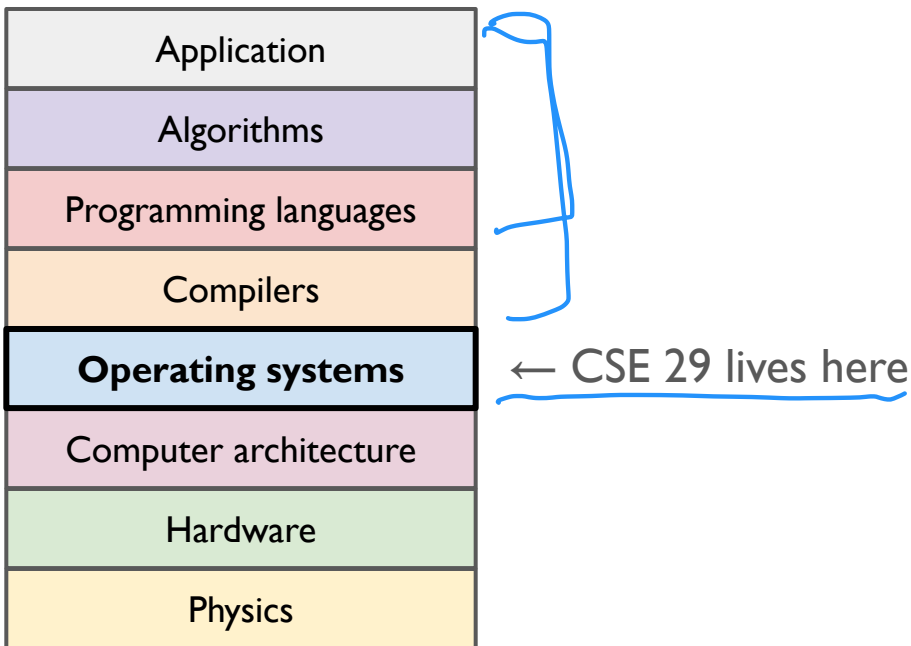 Application
Algorithms
Programming languages
Compilers
Operating systems
← CSE 29 lives here
Computer architecture
Hardware
Physics